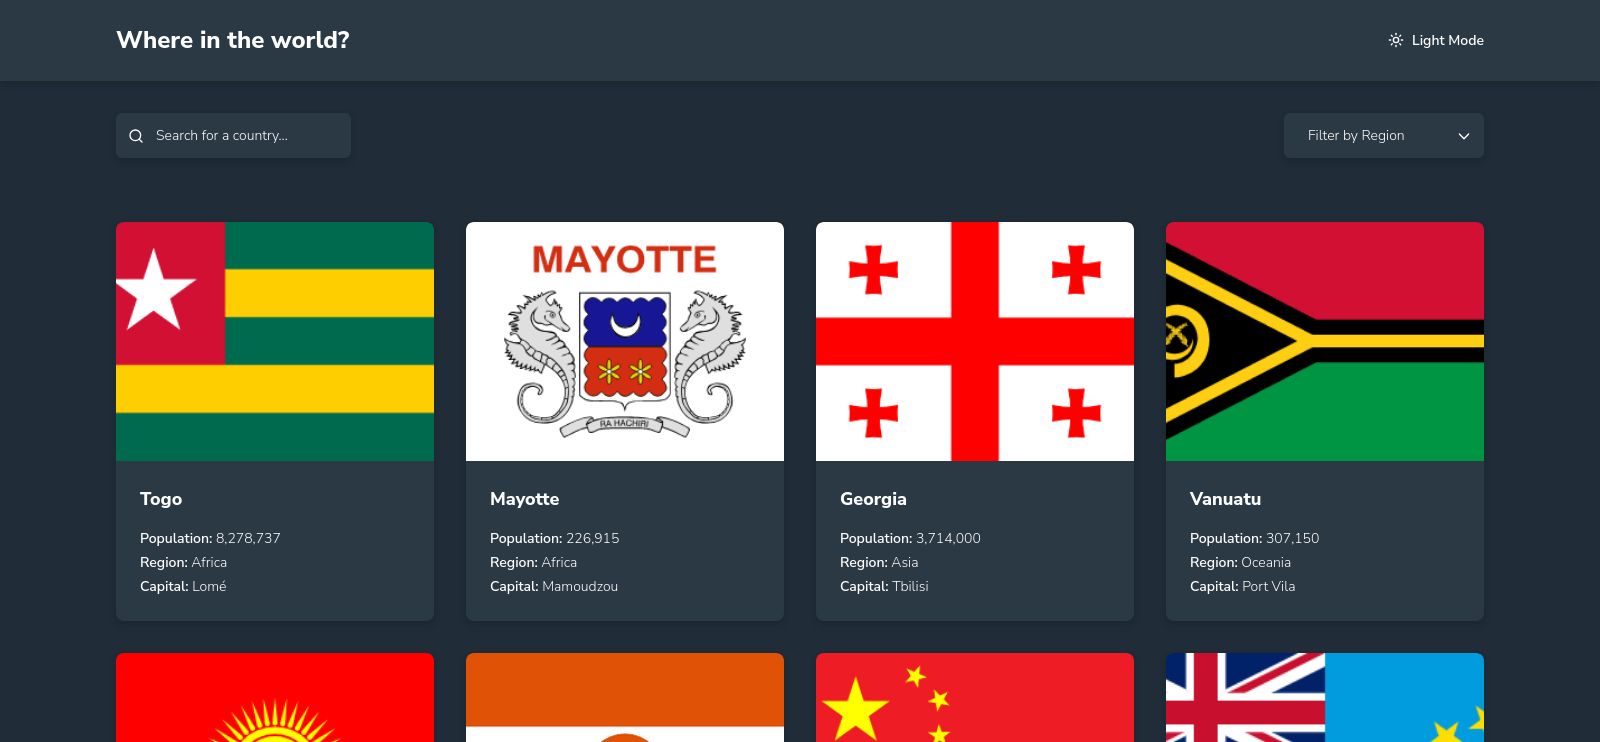 Where in the world?
Light Mode
Search for a country...
Filter by Region
MAYOTTE
RA HACHIRI
Togo
Population: 8,278,737
Region: Africa
Capital: Lomé
Mayotte
Population: 226,915
Region: Africa
Capital: Mamoudzou
Georgia
Population: 3,714,000
Region: Asia
Capital: Tbilisi
Vanuatu
Population: 307,150
Region: Oceania
Capital: Port Vila